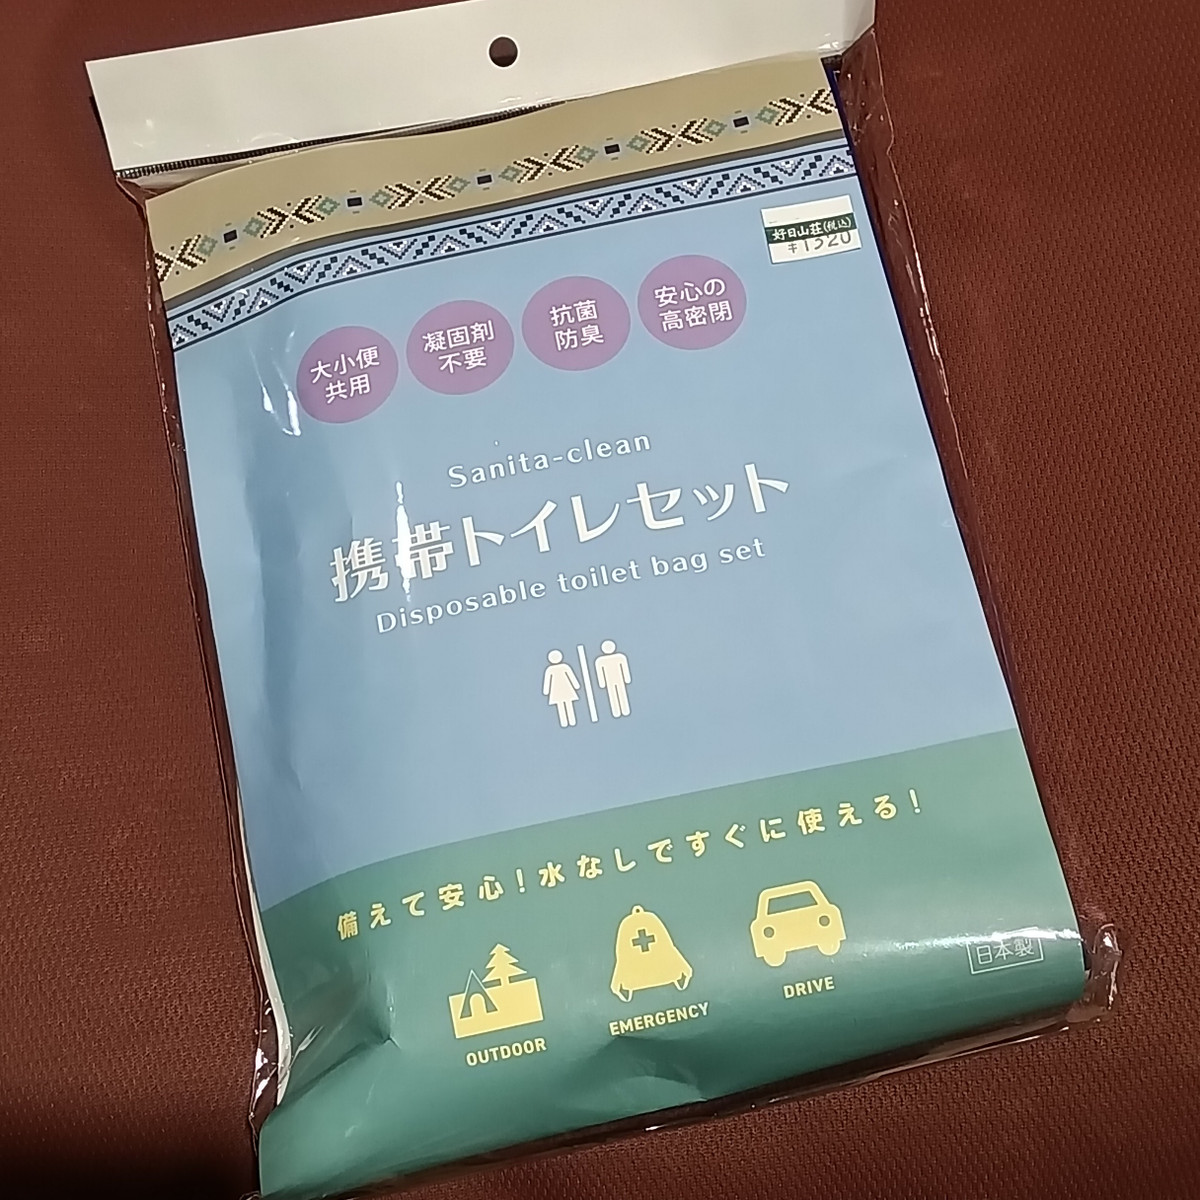 好日山荘(税込)
¥1320
大小便
共用
凝固剤
不要
抗菌
防臭
安心の
高密閉
Sanita-clean
携帯トイレセット
Disposable toilet bag set
備えて安心!水なしですぐに使える!
OUTDOOR
EMERGENCY
DRIVE
日本製